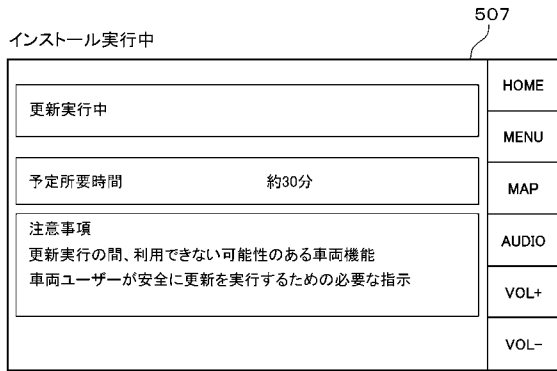 507
インストール実行中
更新実行中
予定所要時間 約30分
注意事項
更新実行の間、利用できない可能性のある車両機能
車両ユーザーが安全に更新を実行するための必要な指示
HOME
MENU
MAP
AUDIO
VOL+
VOL-